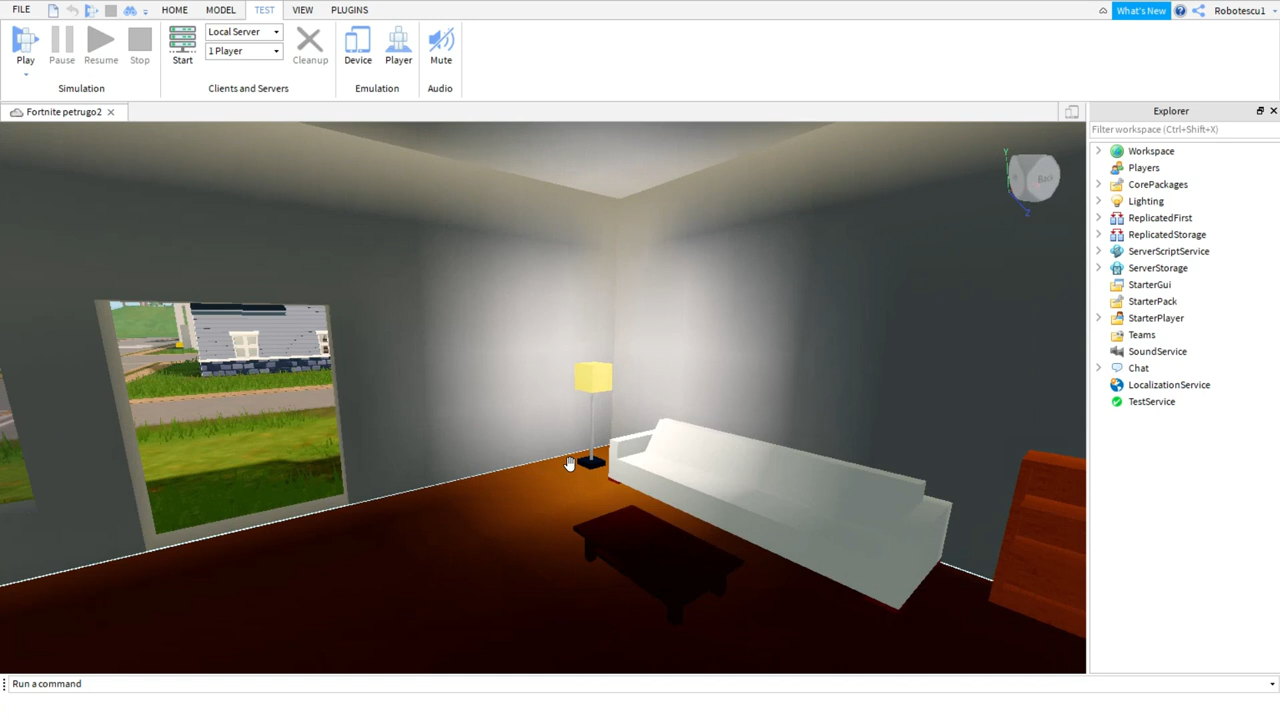 FILE HOME MODEL TEST VIEW PLUGINS What's New Robotescu1
Local Server
1 Player
Play Pause Resume Stop Start Cleanup Device Player Mute
Simulation Clients and Servers Emulation Audio
Fortnite petrugo2
Explorer
Filter workspace (Ctrl+Shift+X)
Workspace
Players
CorePackages
Lighting
ReplicatedFirst
ReplicatedStorage
ServerScriptService
ServerStorage
StarterGui
StarterPack
StarterPlayer
Teams
SoundService
Chat
LocalizationService
TestService
Y
Back
Z
Run a command